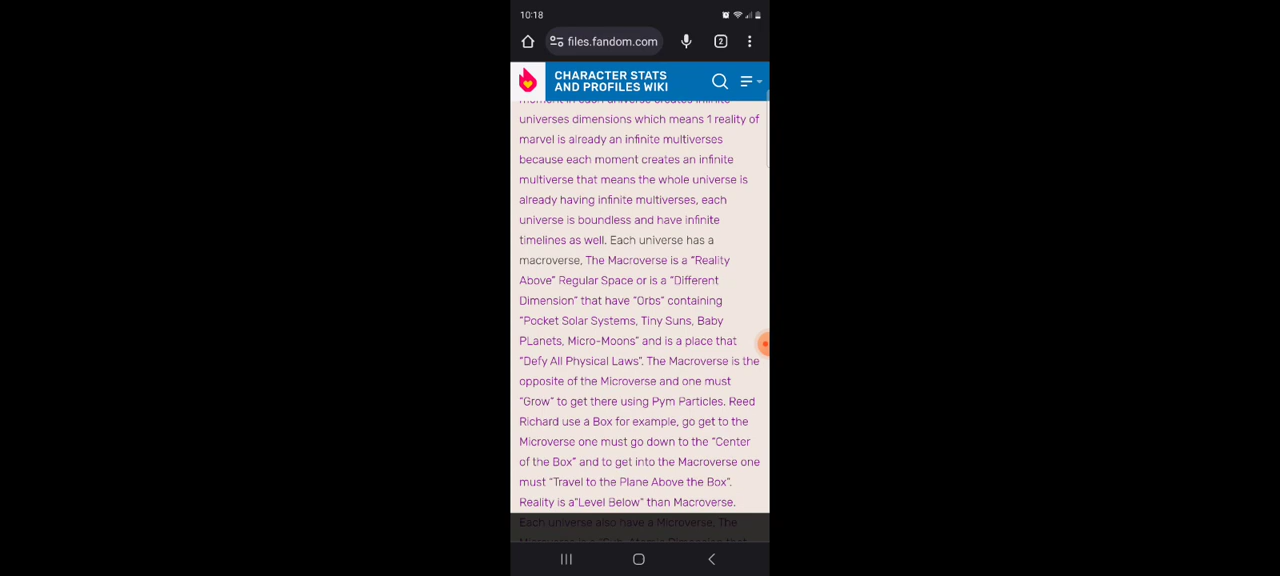 10:18
files.fandom.com
2
CHARACTER STATS
AND PROFILES WIKI
moment in each universe creates infinite
universes dimensions which means 1 reality of
marvel is already an infinite multiverses
because each moment creates an infinite
multiverse that means the whole universe is
already having infinite multiverses, each
universe is boundless and have infinite
timelines as well. Each universe has a
macroverse, The Macroverse is a "Reality
Above" Regular Space or is a "Different
Dimension" that have "Orbs" containing
"Pocket Solar Systems, Tiny Suns, Baby
PLanets, Micro-Moons" and is a place that
"Defy All Physical Laws". The Macroverse is the
opposite of the Microverse and one must
"Grow" to get there using Pym Particles. Reed
Richard use a Box for example, go get to the
Microverse one must go down to the "Center
of the Box" and to get into the Macroverse one
must "Travel to the Plane Above the Box".
Reality is a"Level Below" than Macroverse.
Each universe also have a Microverse, The